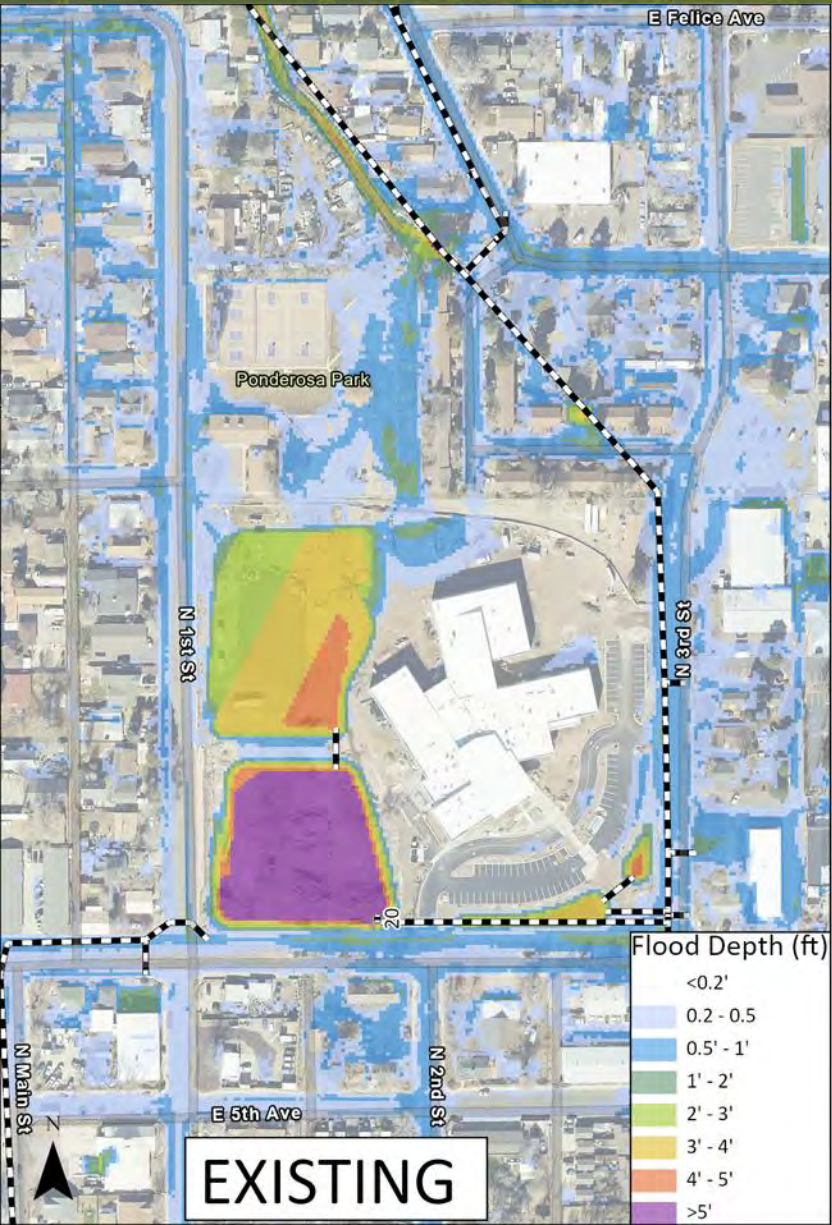 E Felice Ave
Ponderosa Park
N 1st St
N 3rd St
20
Flood Depth (ft)
<0.2'
0.2 - 0.5
0.5' - 1'
1' - 2'
2' - 3'
3' - 4'
4' - 5'
>5'
N Main St
N 2nd St
E 5th Ave
N
EXISTING